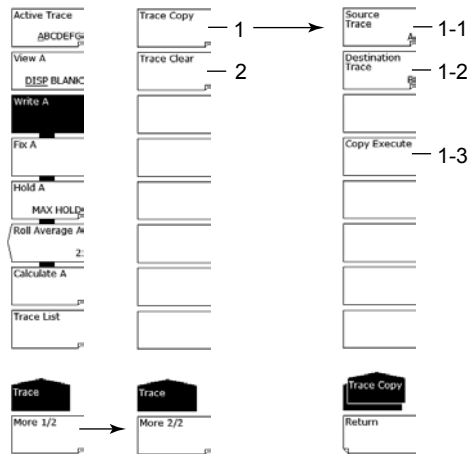 Active Trace
ABCDEFG
View A
DISP BLANK
Write A
Fix A
Hold A
MAX HOLD
Roll Average A
2
Calculate A
Trace List
Trace
More 1/2
Trace Copy
1
Trace Clear
2
Trace
More 2/2
Source
Trace
A
1-1
Destination
Trace
B
1-2
Copy Execute
1-3
Trace Copy
Return